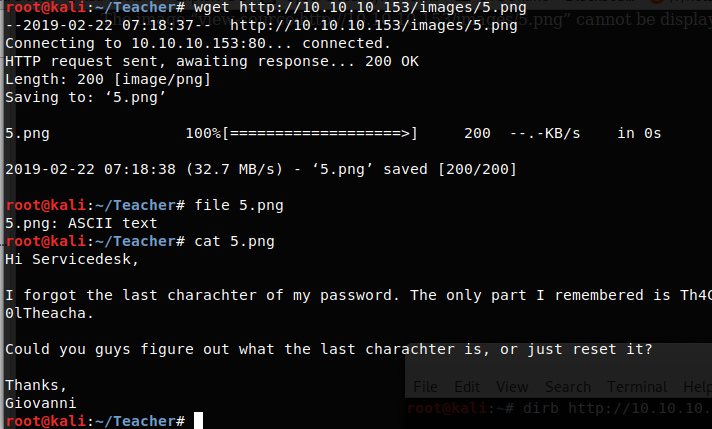 root@kali:~/Teacher# wget http://10.10.10.153/images/5.png
--2019-02-22 07:18:37--  http://10.10.10.153/images/5.png
Connecting to 10.10.10.153:80... connected.
HTTP request sent, awaiting response... 200 OK
Length: 200 [image/png]
Saving to: ‘5.png’
5.png               100%[===================>]     200  --.-KB/s    in 0s
2019-02-22 07:18:38 (32.7 MB/s) - ‘5.png’ saved [200/200]
root@kali:~/Teacher# file 5.png
5.png: ASCII text
root@kali:~/Teacher# cat 5.png
Hi Servicedesk,
I forgot the last charachter of my password. The only part I remembered is Th4C
0lTheacha.
Could you guys figure out what the last charachter is, or just reset it?
Thanks,
File Edit View Search Terminal Help
Giovanni
root@kali:~# dirb http://10.10.10.
root@kali:~/Teacher#